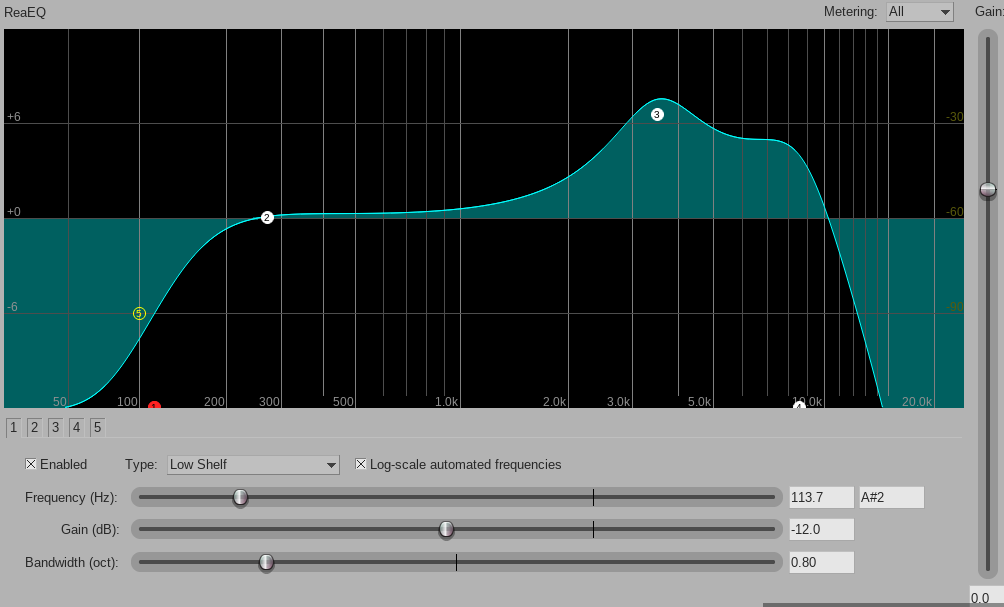 ReaEQ Metering: All Gain:
+6 -30
3
+0 2 -60
-6 5 -90
50 100 1 200 300 500 1.0k 2.0k 3.0k 5.0k 4 10.0k 20.0k
1 2 3 4 5
Enabled Type: Low Shelf Log-scale automated frequencies
Frequency (Hz): 113.7 A#2
Gain (dB): -12.0
Bandwidth (oct): 0.80
0.0